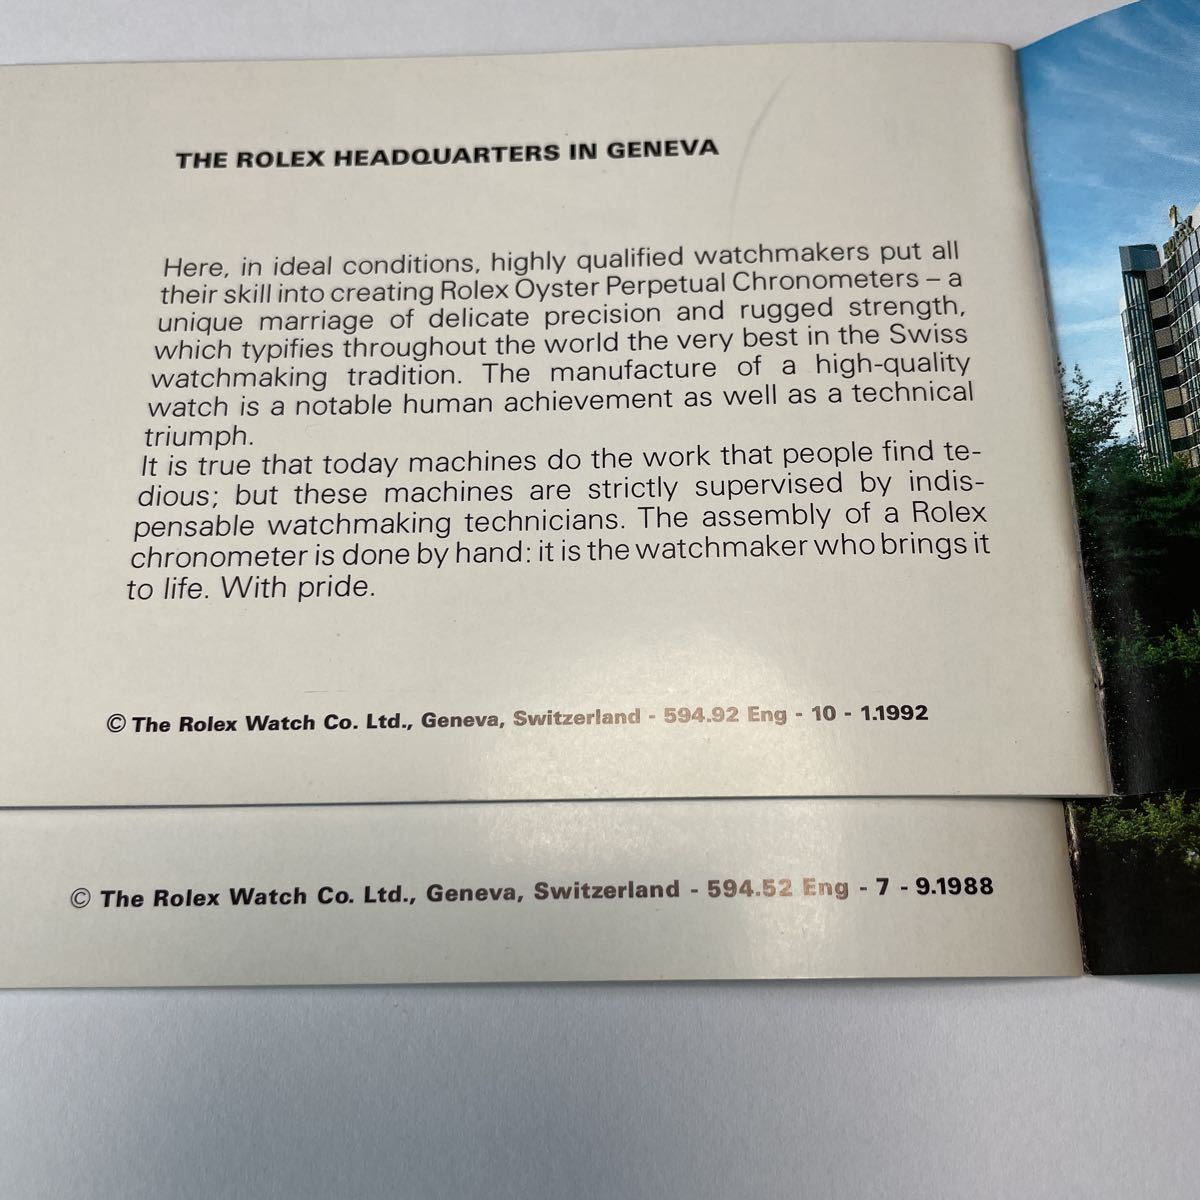 THE ROLEX HEADQUARTERS IN GENEVA
Here, in ideal conditions, highly qualified watchmakers put all
their skill into creating Rolex Oyster Perpetual Chronometers – a
unique marriage of delicate precision and rugged strength,
which typifies throughout the world the very best in the Swiss
watchmaking tradition. The manufacture of a high-quality
watch is a notable human achievement as well as a technical
triumph.
It is true that today machines do the work that people find te-
dious; but these machines are strictly supervised by indis-
pensable watchmaking technicians. The assembly of a Rolex
chronometer is done by hand: it is the watchmaker who brings it
to life. With pride.
© The Rolex Watch Co. Ltd., Geneva, Switzerland - 594.92 Eng - 10 - 1.1992
© The Rolex Watch Co. Ltd., Geneva, Switzerland - 594.52 Eng - 7 - 9.1988